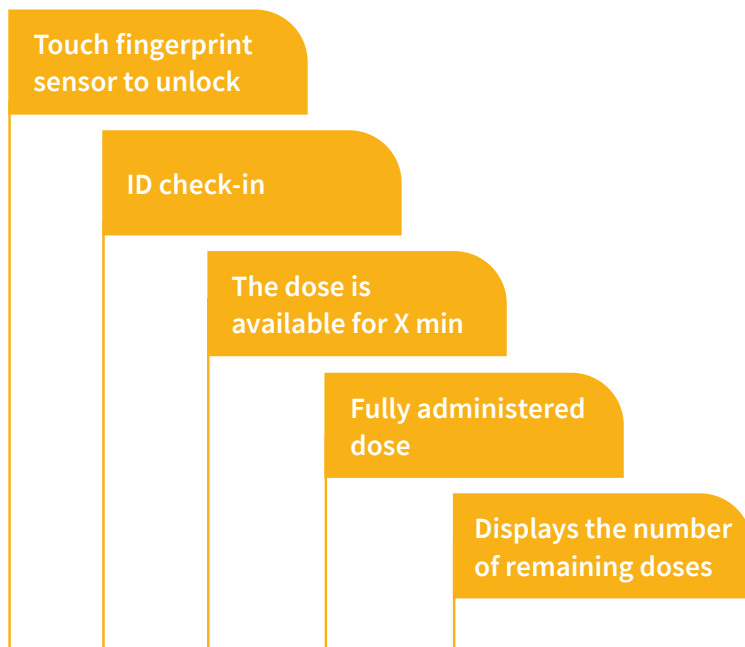 Touch fingerprint
sensor to unlock
ID check-in
The dose is
available for X min
Fully administered
dose
Displays the number
of remaining doses